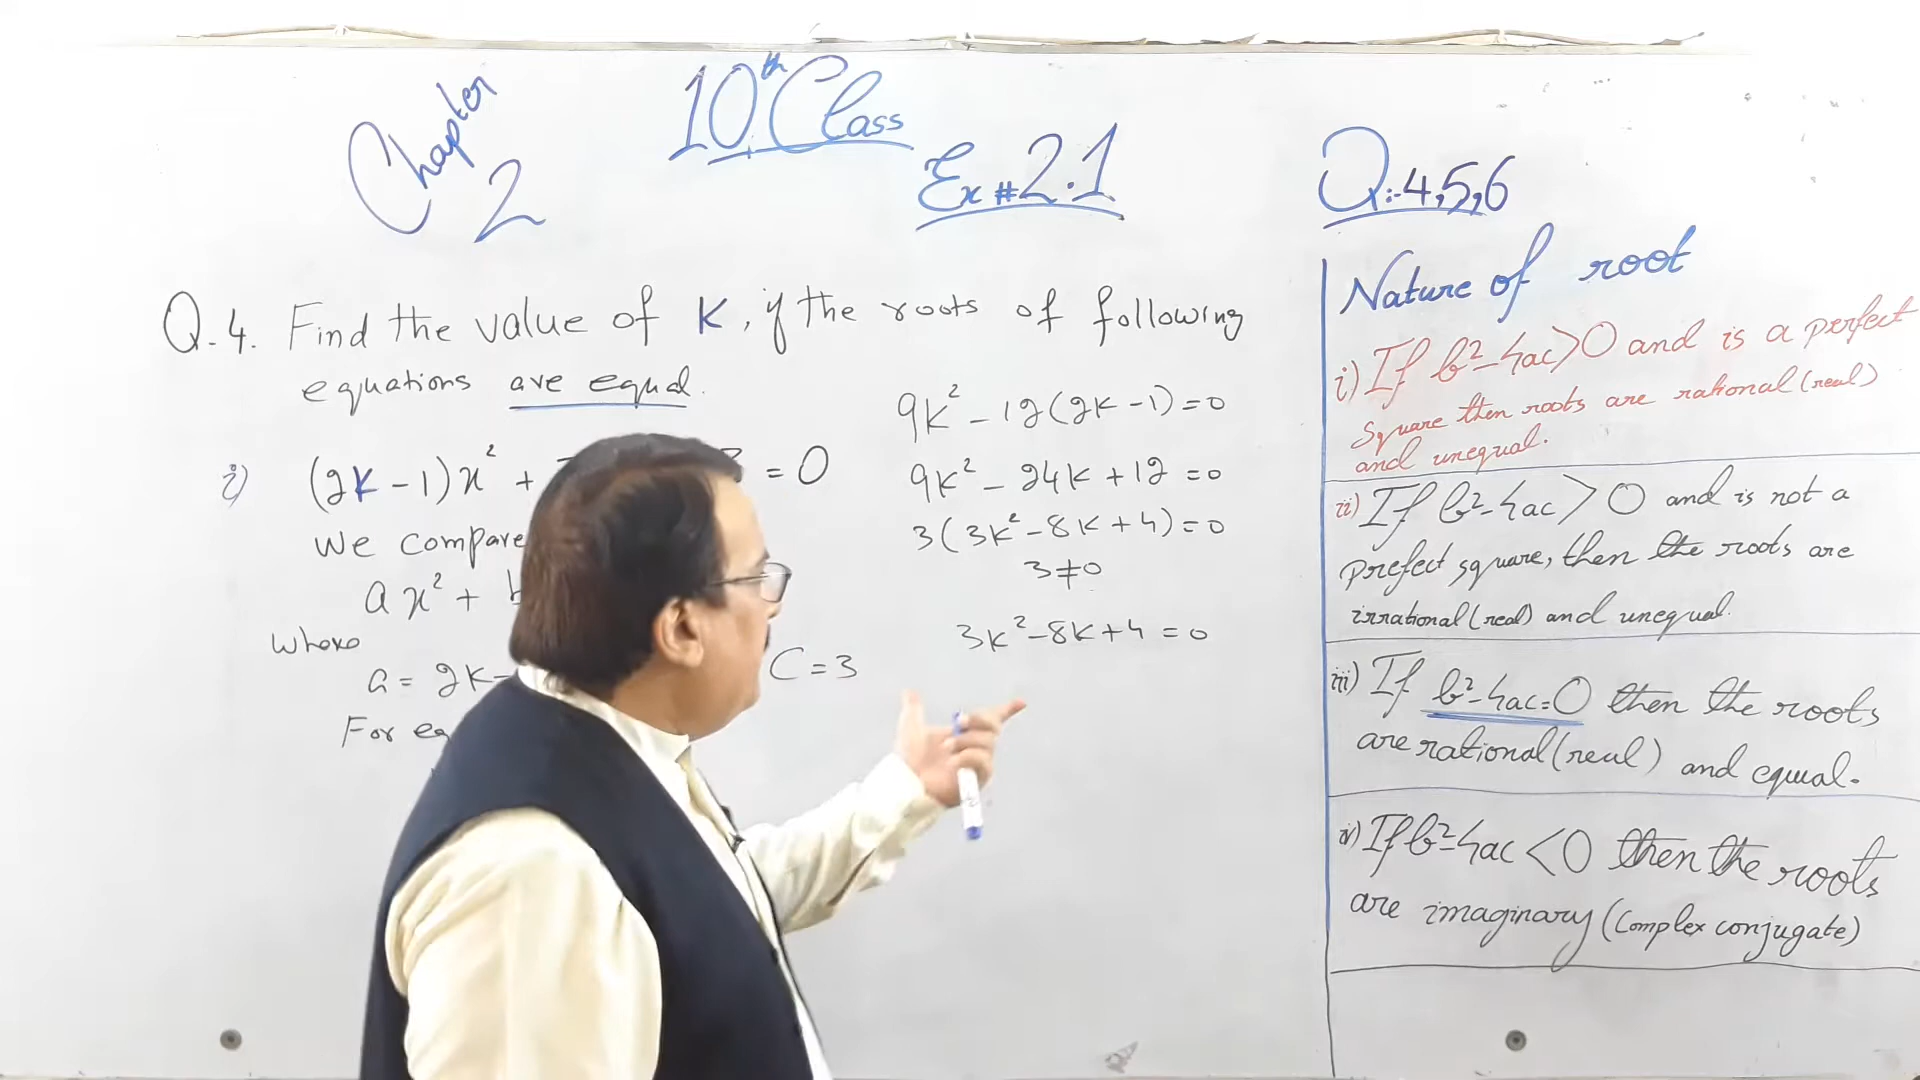 Chapter 2
10th Class
Ex # 2.1
Q:-4,5,6
Q.4. Find the value of K, if the roots of following
equations are equal.
i) (2K-1)x² + = 0
We compare
ax² +
where
a = 2K- C = 3
For eq
9K² - 12(2K-1) = 0
9K² - 24K + 12 = 0
3(3K² - 8K + 4) = 0
3 ≠ 0
3K² - 8K + 4 = 0
Nature of root
i) If b²-4ac > 0 and is a perfect
Square then roots are rational (real)
and unequal.
ii) If b²-4ac > 0 and is not a
prefect square, then the roots are
irrational (real) and unequal.
iii) If b²-4ac = 0 then the roots
are rational (real) and equal.
iv) If b²-4ac < 0 then the roots
are imaginary (Complex conjugate)